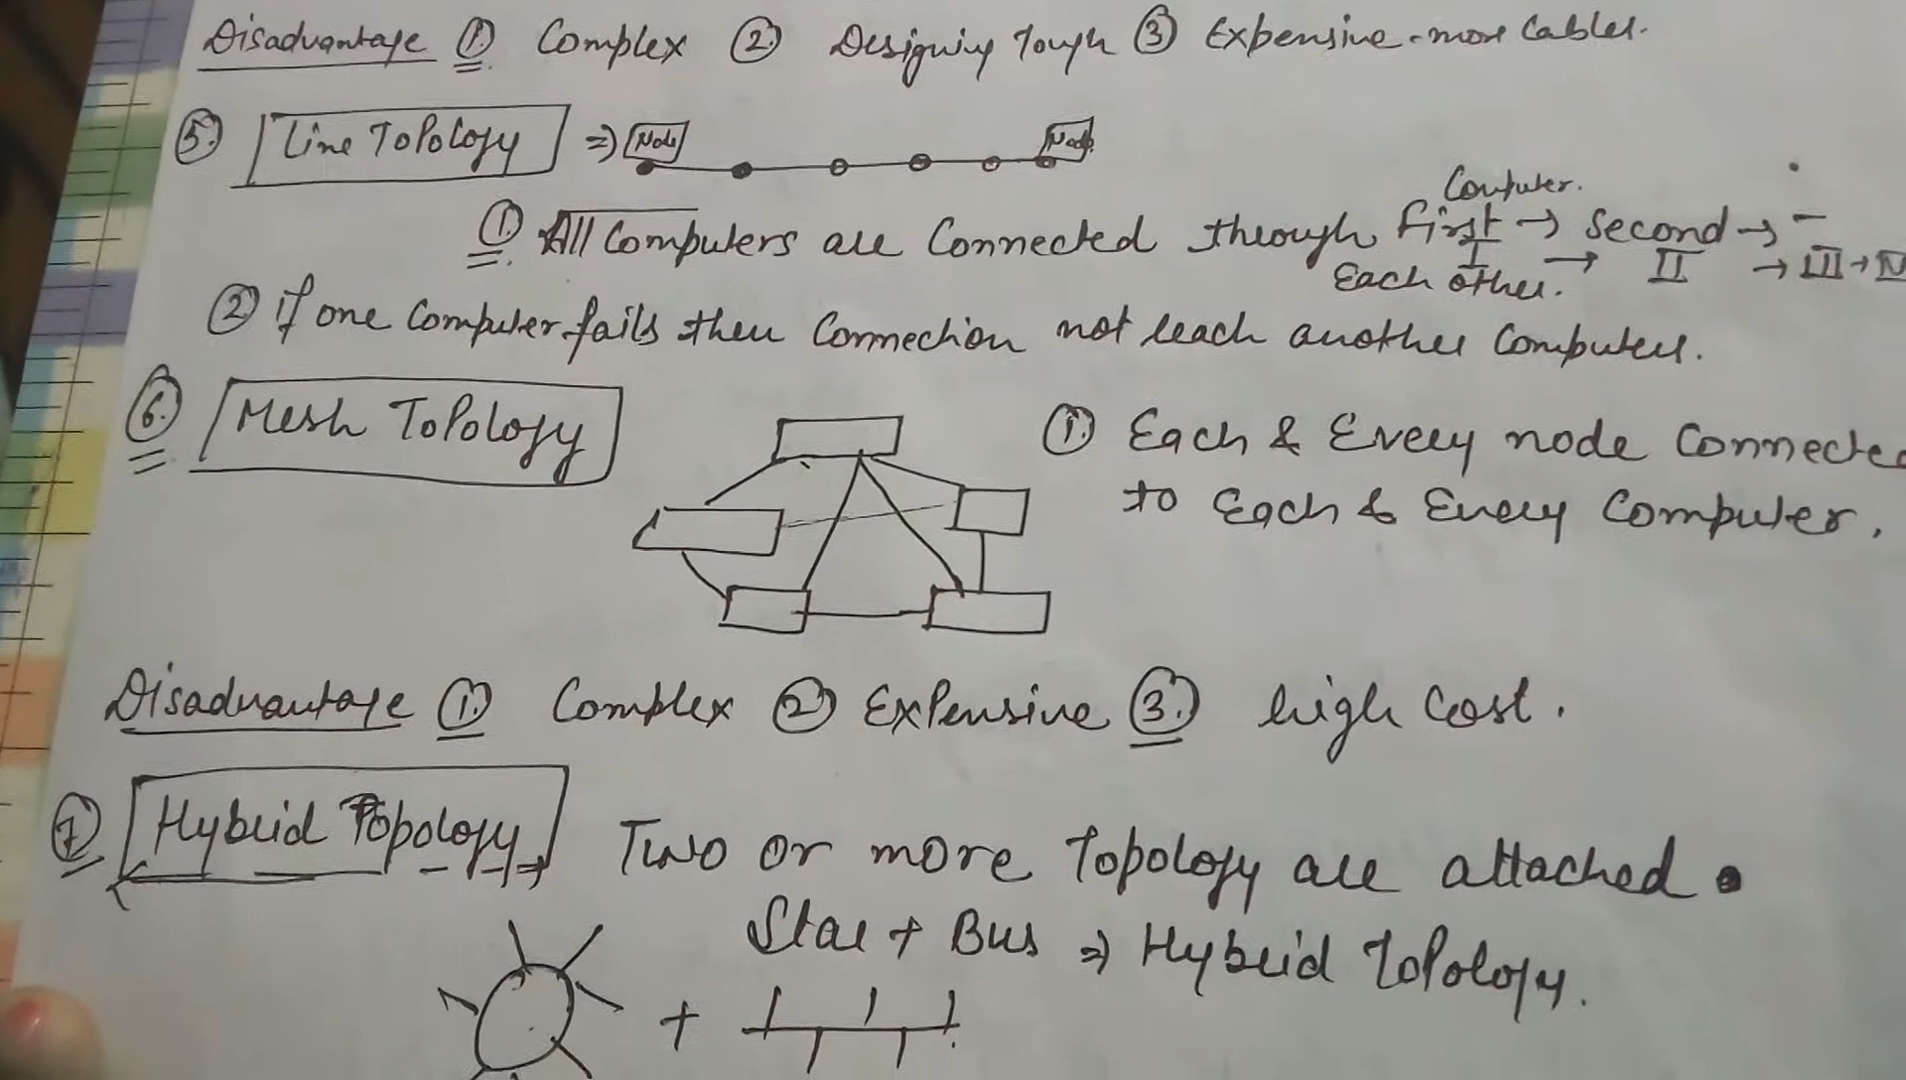 Disadvantage ① Complex ② Designing Tough ③ Expensive - more Cables.
⑤ Line Topology ⇒ Node Node
Computer.
① All Computers are Connected through First → Second → -
Each other. I → II → III → IV
② If one Computer fails then Connection not reach another Computers.
⑥ Mesh Topology
① Each & Every node Connected
to Each & Every Computer.
Disadvantage ① Complex ② Expensive ③ high Cost.
⑦ Hybrid Topology Two or more Topology are attached.
Star + Bus ⇒ Hybrid Topology.
+